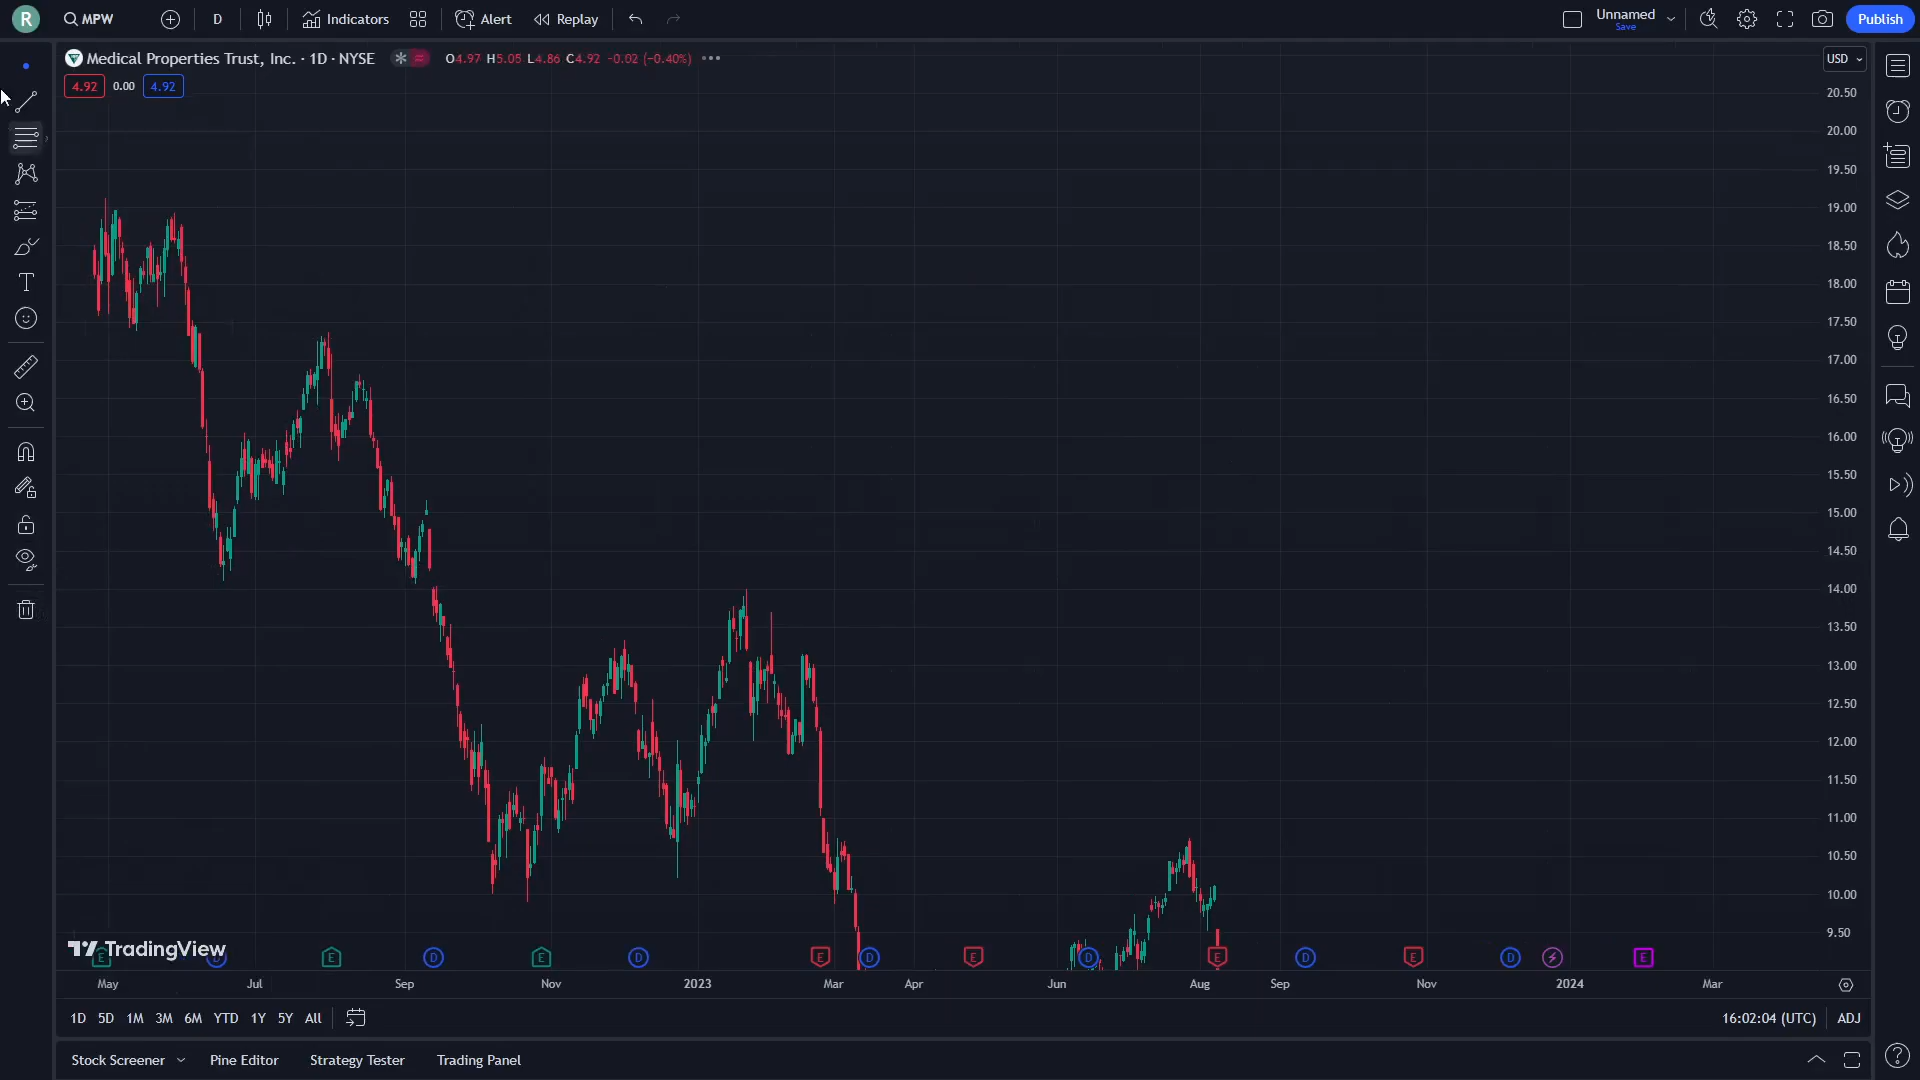 R MPW D Indicators Alert Replay Unnamed Save Publish
Medical Properties Trust, Inc. · 1D · NYSE O4.97 H5.05 L4.86 C4.92 -0.02 (-0.40%) USD
4.92 0.00 4.92
20.50
20.00
19.50
19.00
18.50
18.00
17.50
17.00
16.50
16.00
15.50
15.00
14.50
14.00
13.50
13.00
12.50
12.00
11.50
11.00
10.50
10.00
9.50
TradingView
E D E D E D E D E D E D E D E
May Jul Sep Nov 2023 Mar Apr Jun Aug Sep Nov 2024 Mar
1D 5D 1M 3M 6M YTD 1Y 5Y All 16:02:04 (UTC) ADJ
Stock Screener Pine Editor Strategy Tester Trading Panel